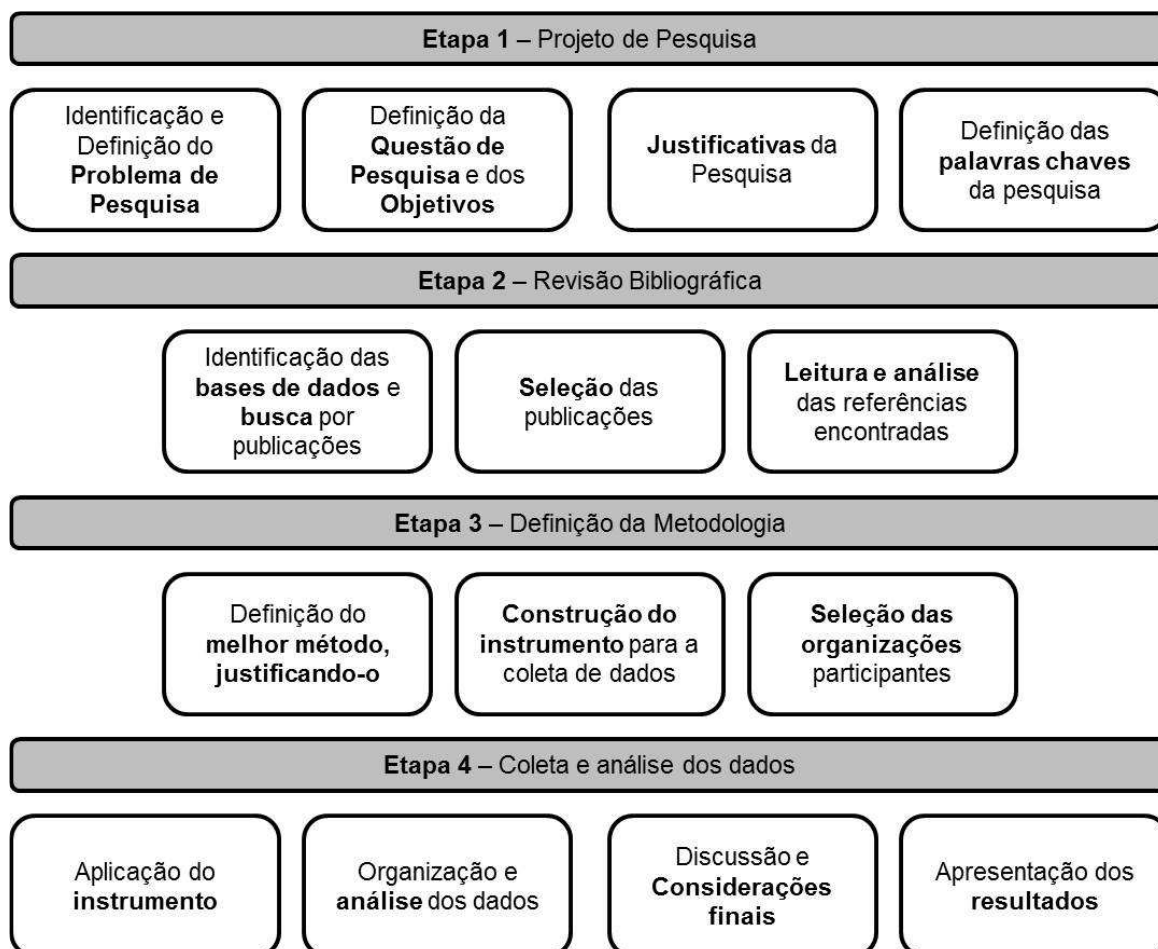 Etapa 1 – Projeto de Pesquisa
Identificação e
Definição do
Problema de
Pesquisa
Definição da
Questão de
Pesquisa e dos
Objetivos
Justificativas da
Pesquisa
Definição das
palavras chaves
da pesquisa
Etapa 2 – Revisão Bibliográfica
Identificação das
bases de dados e
busca por
publicações
Seleção das
publicações
Leitura e análise
das referências
encontradas
Etapa 3 – Definição da Metodologia
Definição do
melhor método,
justificando-o
Construção do
instrumento para a
coleta de dados
Seleção das
organizações
participantes
Etapa 4 – Coleta e análise dos dados
Aplicação do
instrumento
Organização e
análise dos dados
Discussão e
Considerações
finais
Apresentação dos
resultados